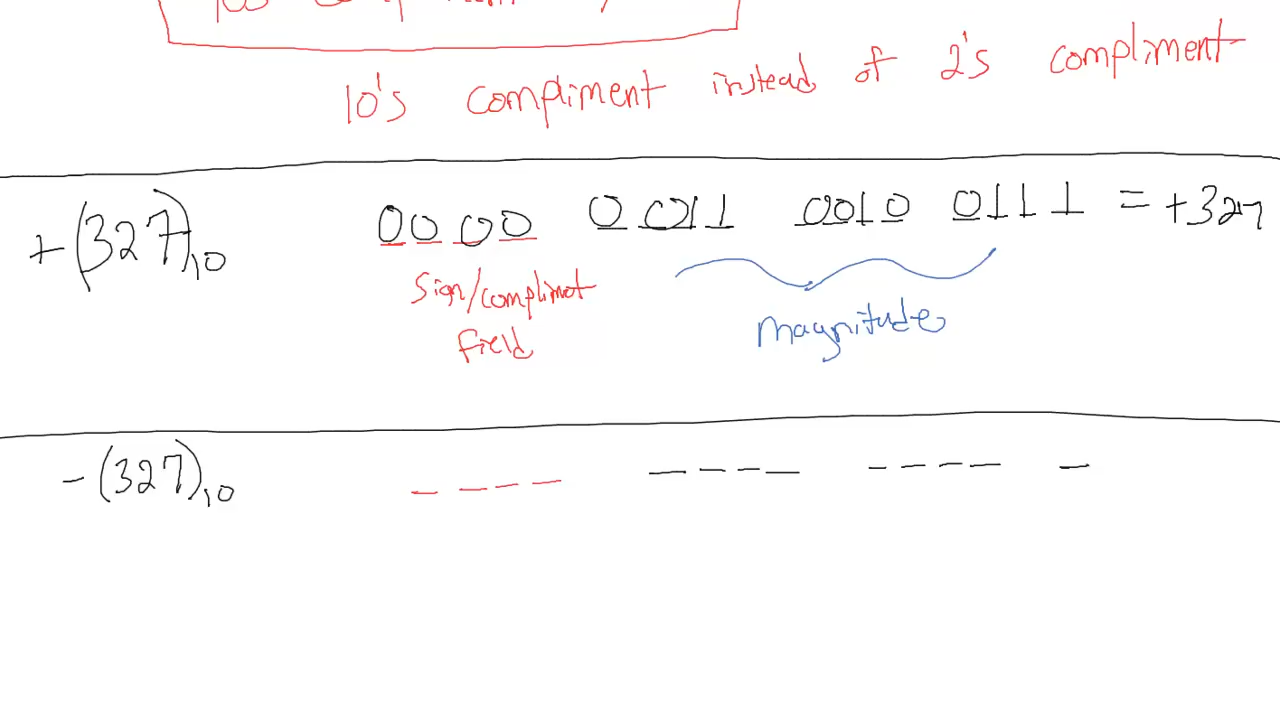 10's compliment instead of 2's compliment
+(327)10 0000 0011 0010 0111 = +327
Sign/complimet
field
magnitude
-(327)10